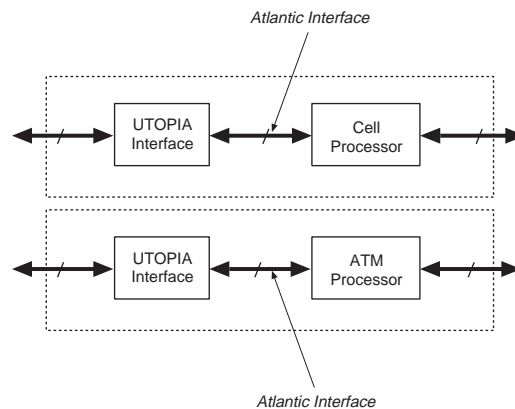 Atlantic Interface
UTOPIA
Interface
Cell
Processor
UTOPIA
Interface
ATM
Processor
Atlantic Interface